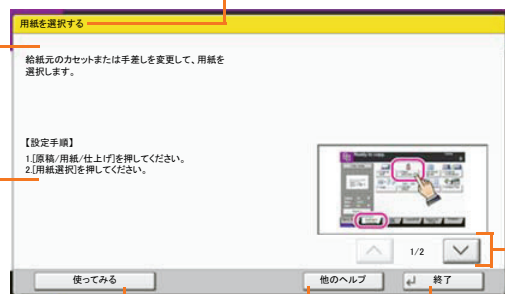 用紙を選択する
給紙元のカセットまたは手差しを変更して、用紙を
選択します。
【設定手順】
1.[原稿/用紙/仕上げ]を押してください。
2.[用紙選択]を押してください。
Ready to copy.
1/2
使ってみる
他のヘルプ
終了